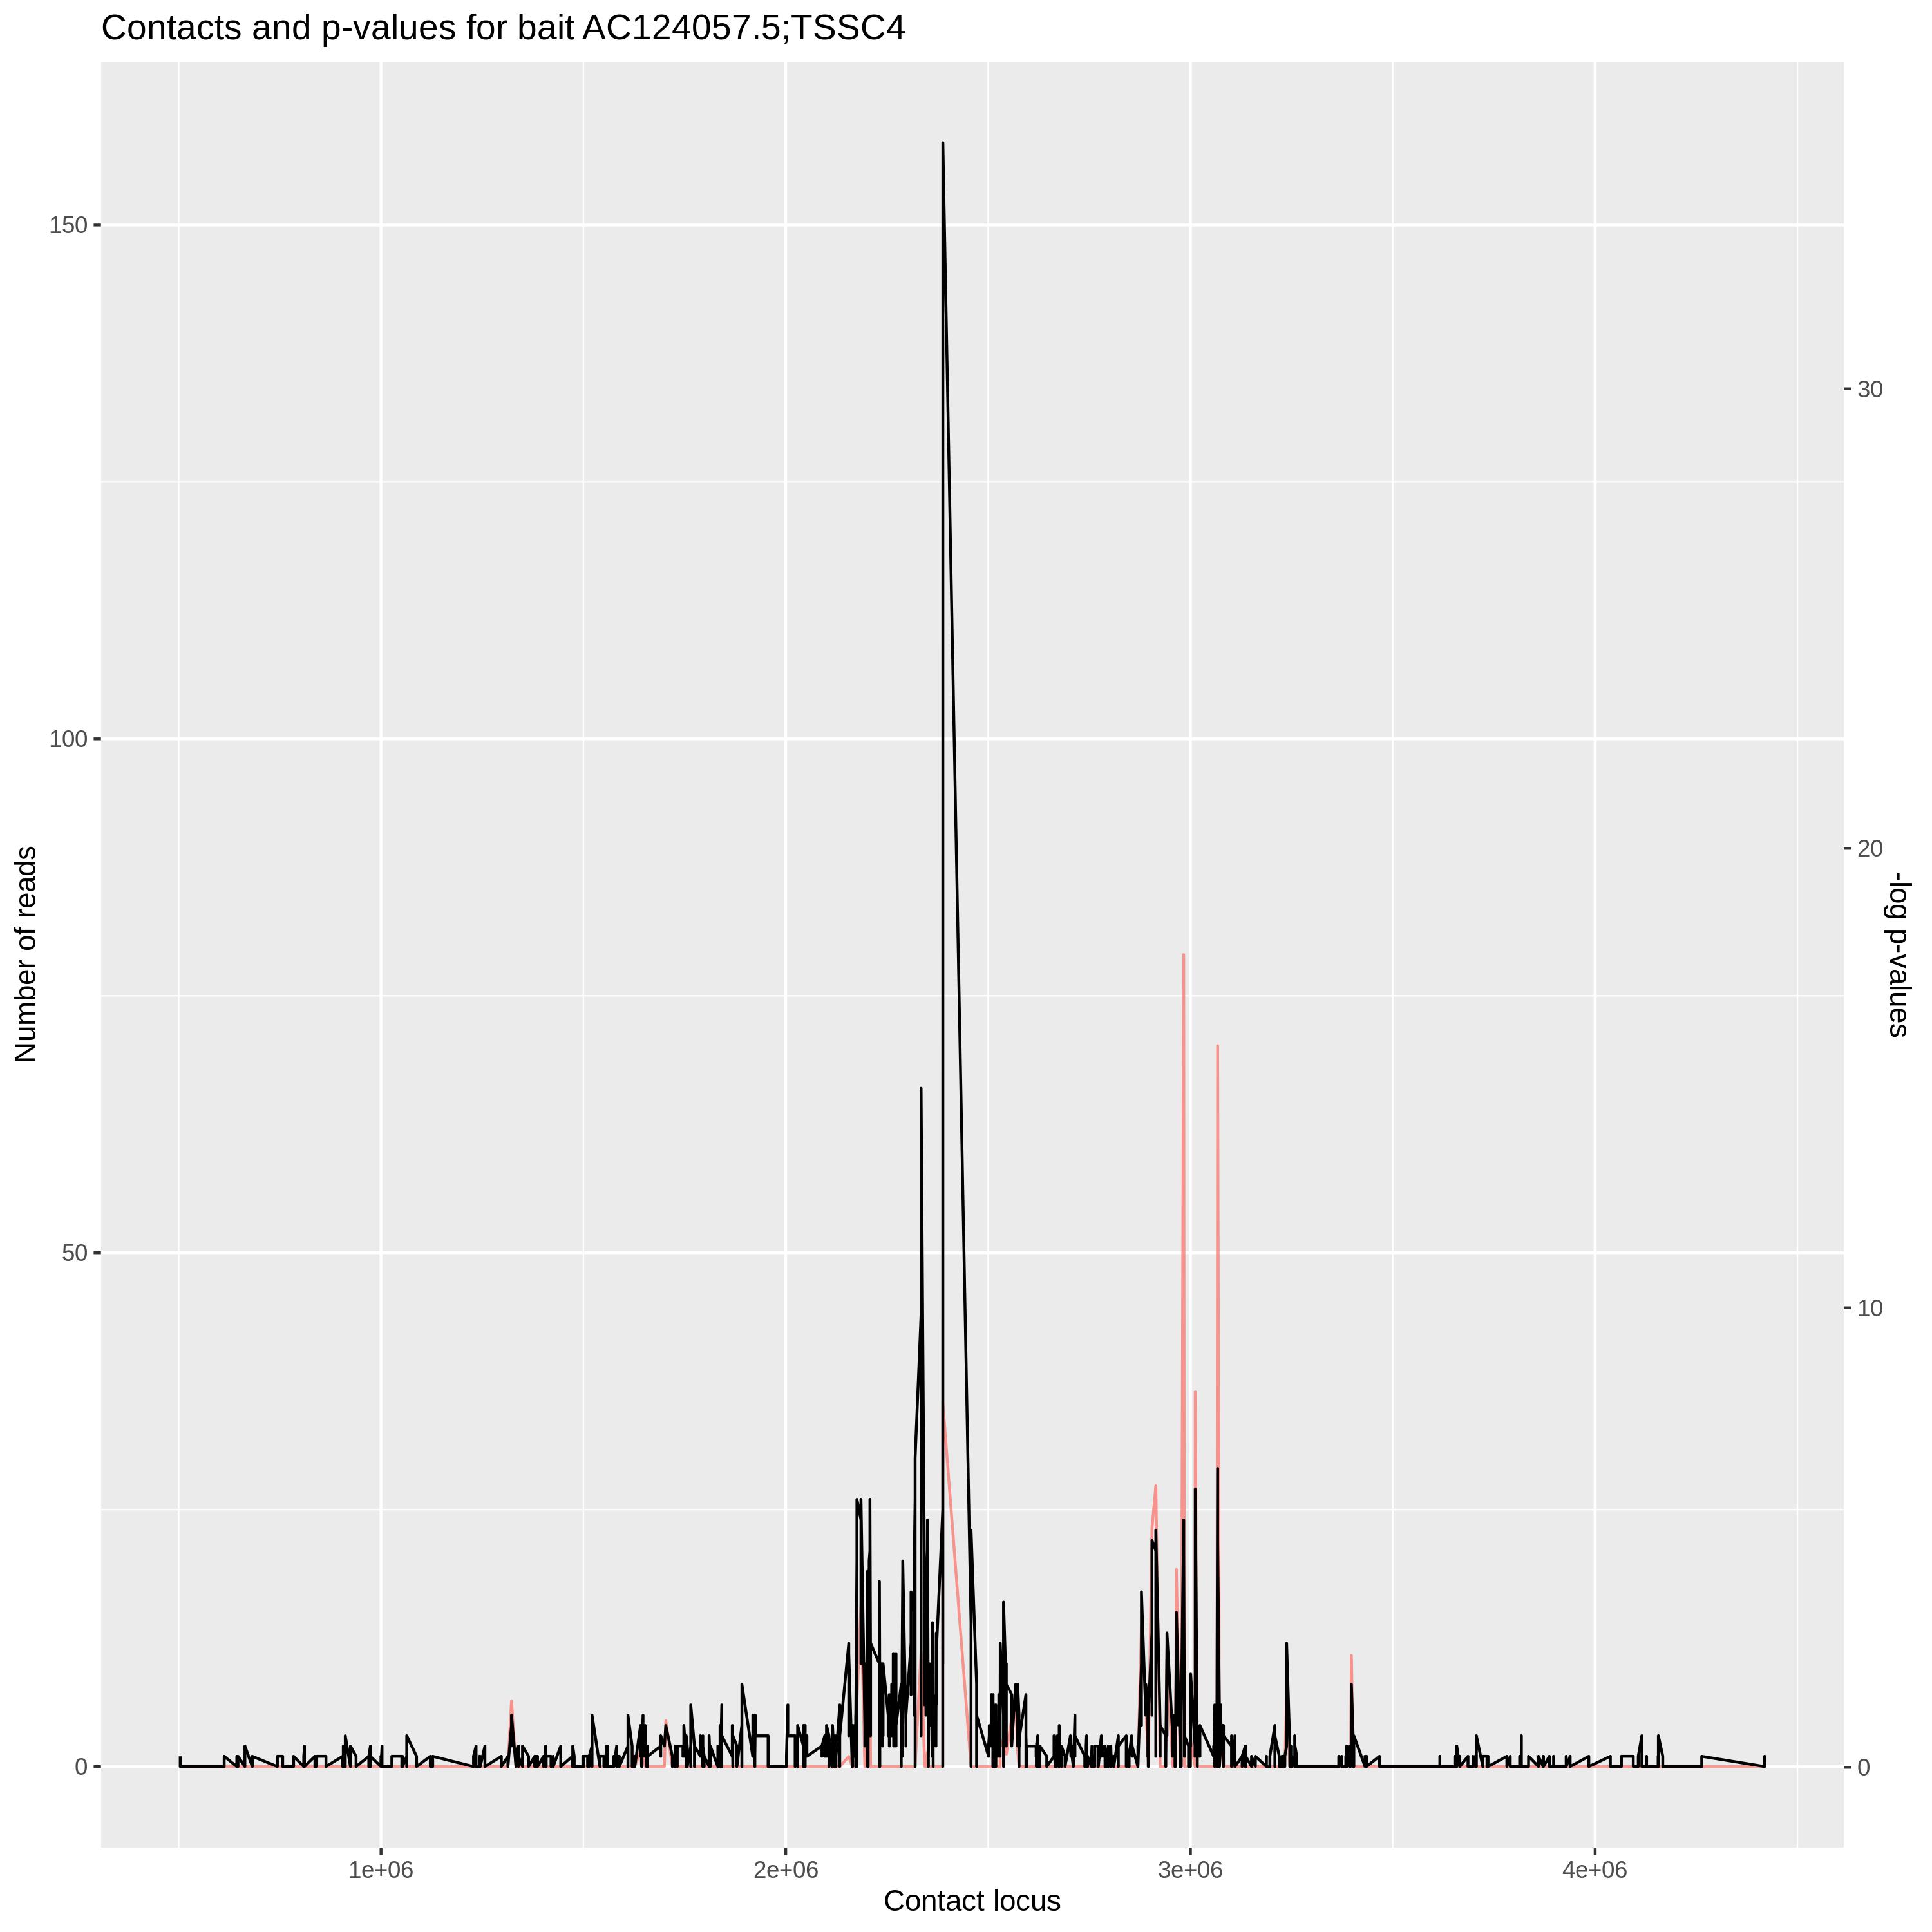 Contacts and p-values for bait AC124057.5;TSSC4
150
100
50
0
Number of reads
30
20
10
0
-log p-values
1e+06
2e+06
3e+06
4e+06
Contact locus